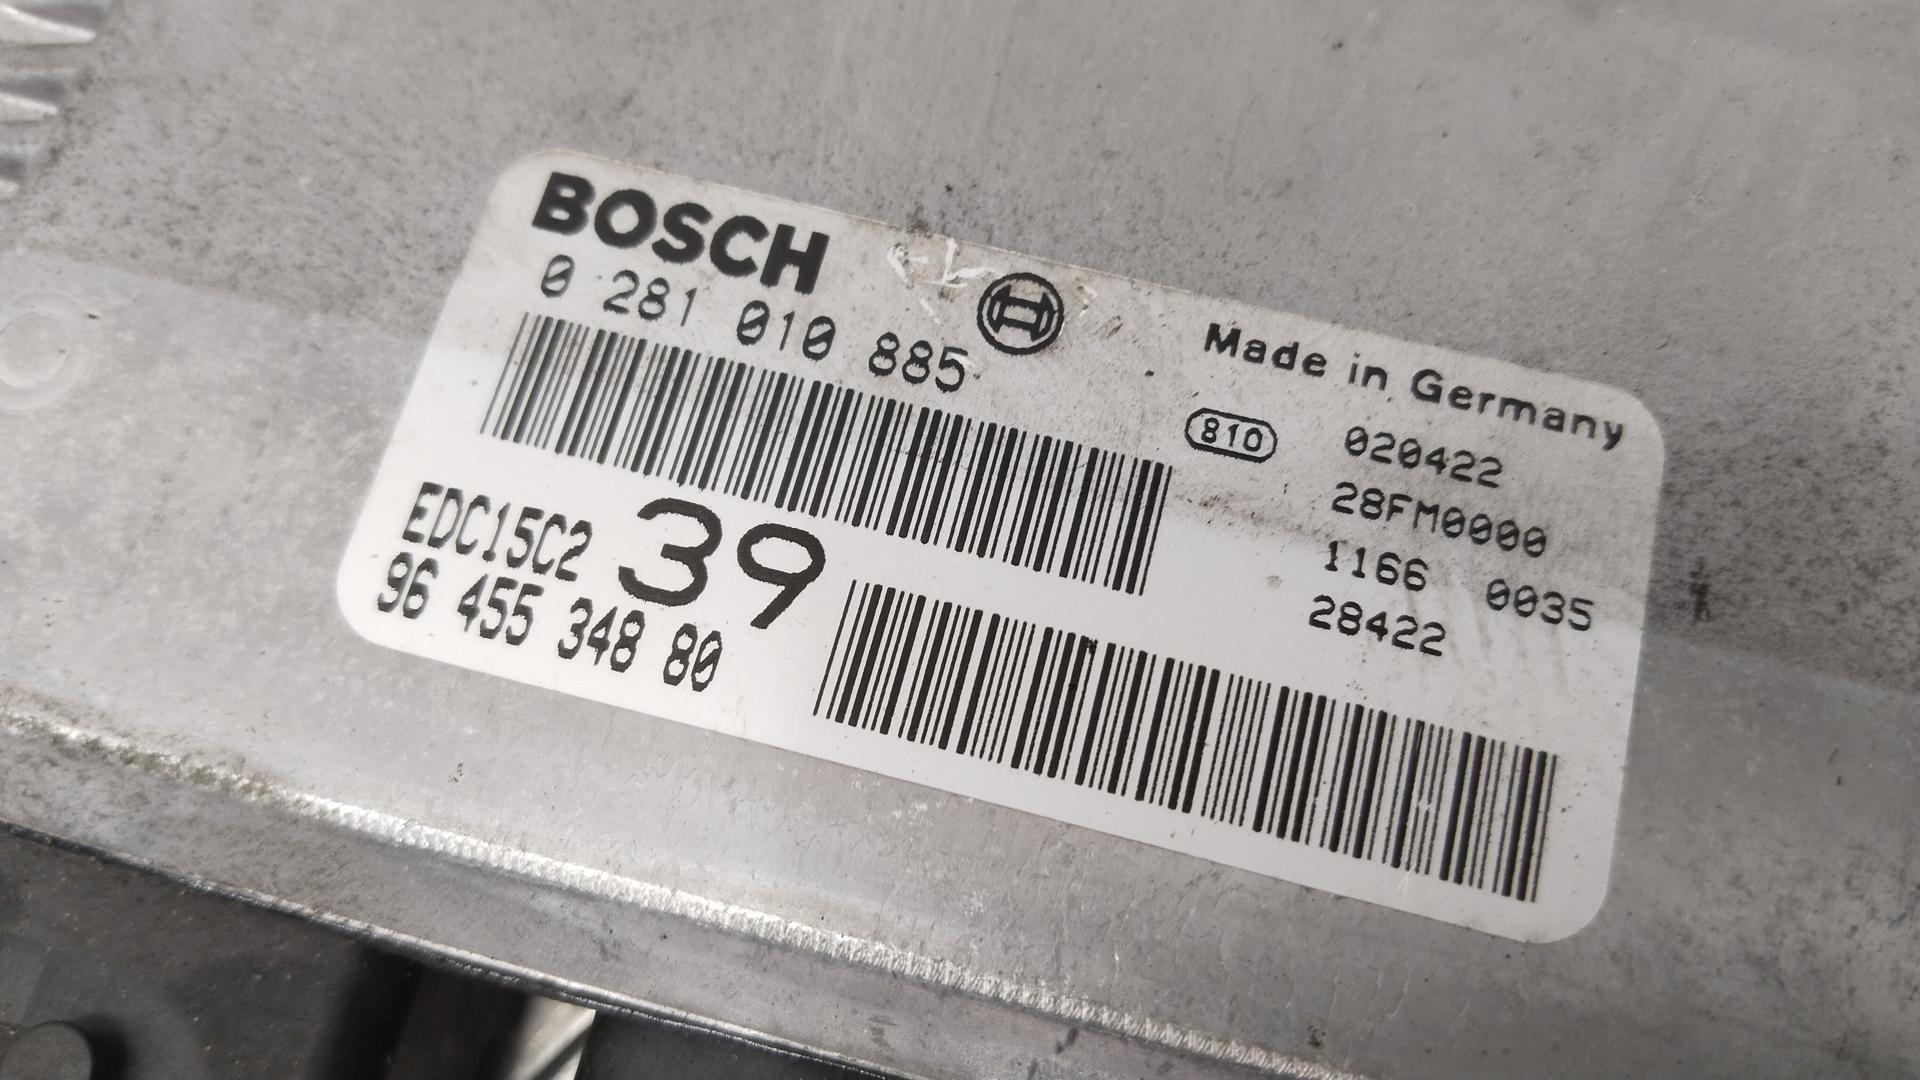 BOSCH
0 281 010 885
Made in Germany
810
020422
28FM0000
1166 0035
28422
EDC15C2
39
96 455 348 80